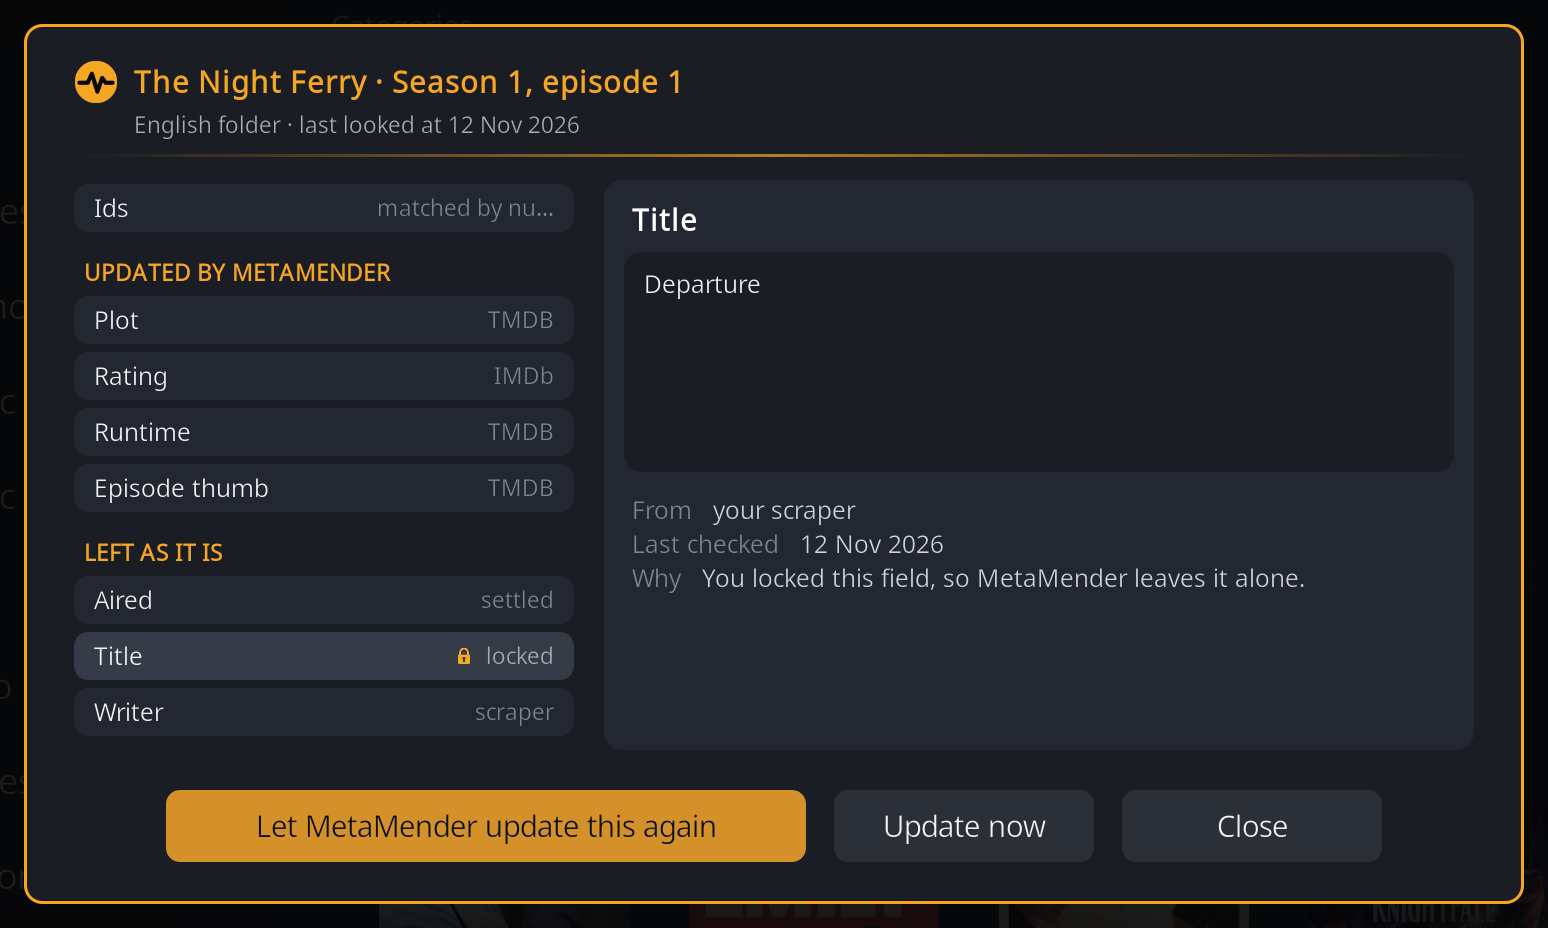 Categories
The Night Ferry · Season 1, episode 1
English folder · last looked at 12 Nov 2026
Ids matched by nu...
UPDATED BY METAMENDER
Plot TMDB
Rating IMDb
Runtime TMDB
Episode thumb TMDB
LEFT AS IT IS
Aired settled
Title locked
Writer scraper
Title
Departure
From your scraper
Last checked 12 Nov 2026
Why You locked this field, so MetaMender leaves it alone.
Let MetaMender update this again
Update now
Close